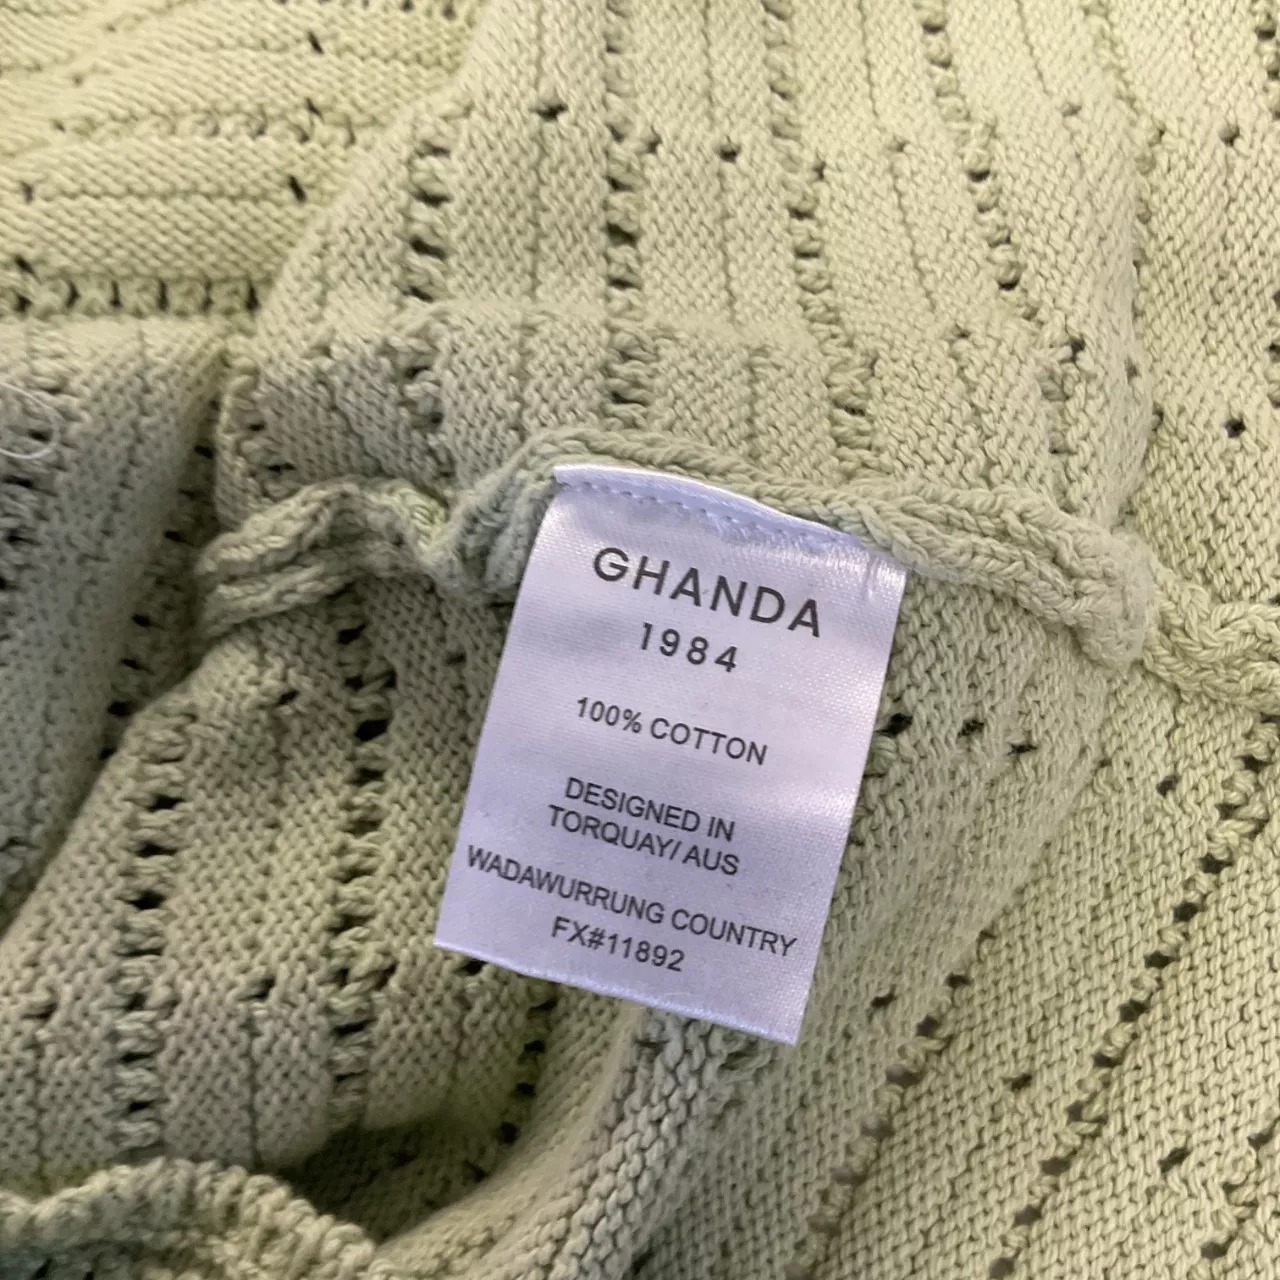 GHANDA
1984
100% COTTON
DESIGNED IN
TORQUAY/ AUS
WADAWURRUNG COUNTRY
FX#11892